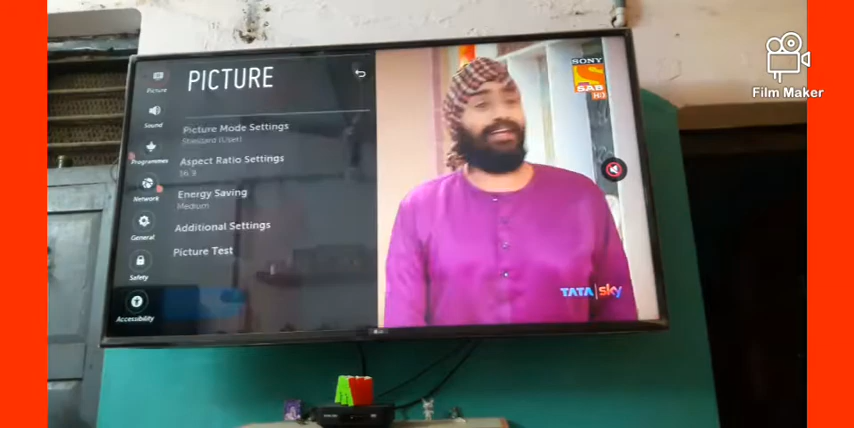 Film Maker
PICTURE
Picture
Sound
Programmes
Network
General
Safety
Accessibility
Picture Mode Settings
Standard (User)
Aspect Ratio Settings
16:9
Energy Saving
Medium
Additional Settings
Picture Test
SONY
SAB
HD
TATA sky
LG